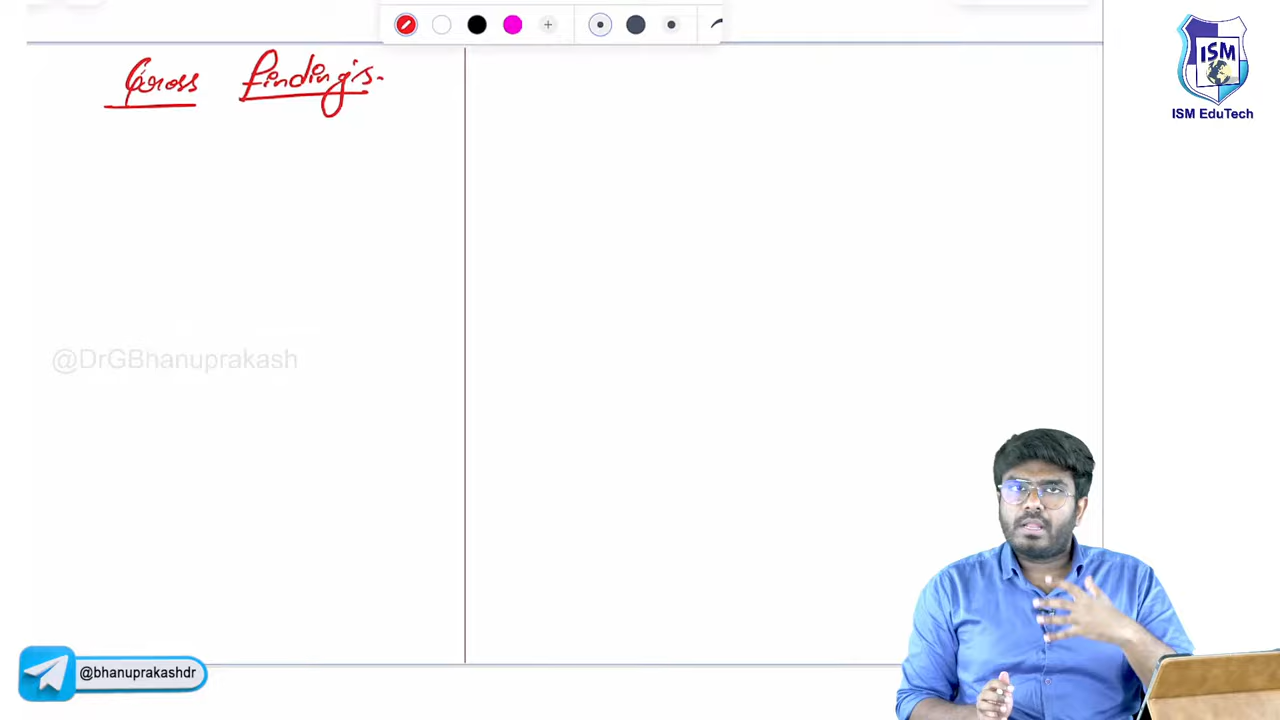 Gross findings.
ISM
ISM EduTech
@DrGBhanuprakash
@bhanuprakashdr